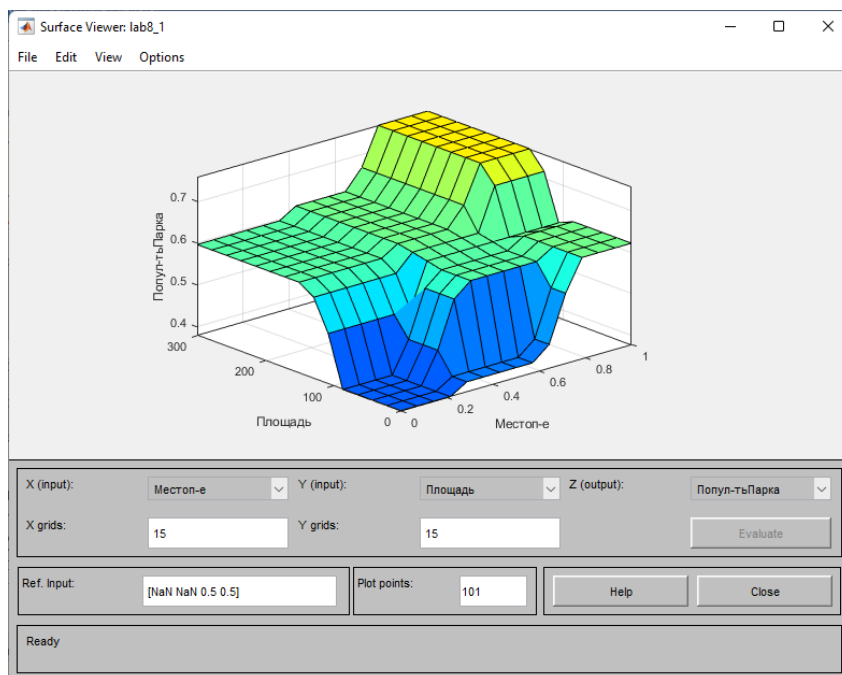 Surface Viewer: lab8_1
File Edit View Options
Попул-тьПарка
0.7
0.6
0.5
0.4
300
200
100
0
Площадь
0
0.2
0.4
0.6
0.8
1
Местоп-е
X (input): Местоп-е Y (input): Площадь Z (output): Попул-тьПарка
X grids: 15 Y grids: 15 Evaluate
Ref. Input: [NaN NaN 0.5 0.5] Plot points: 101 Help Close
Ready